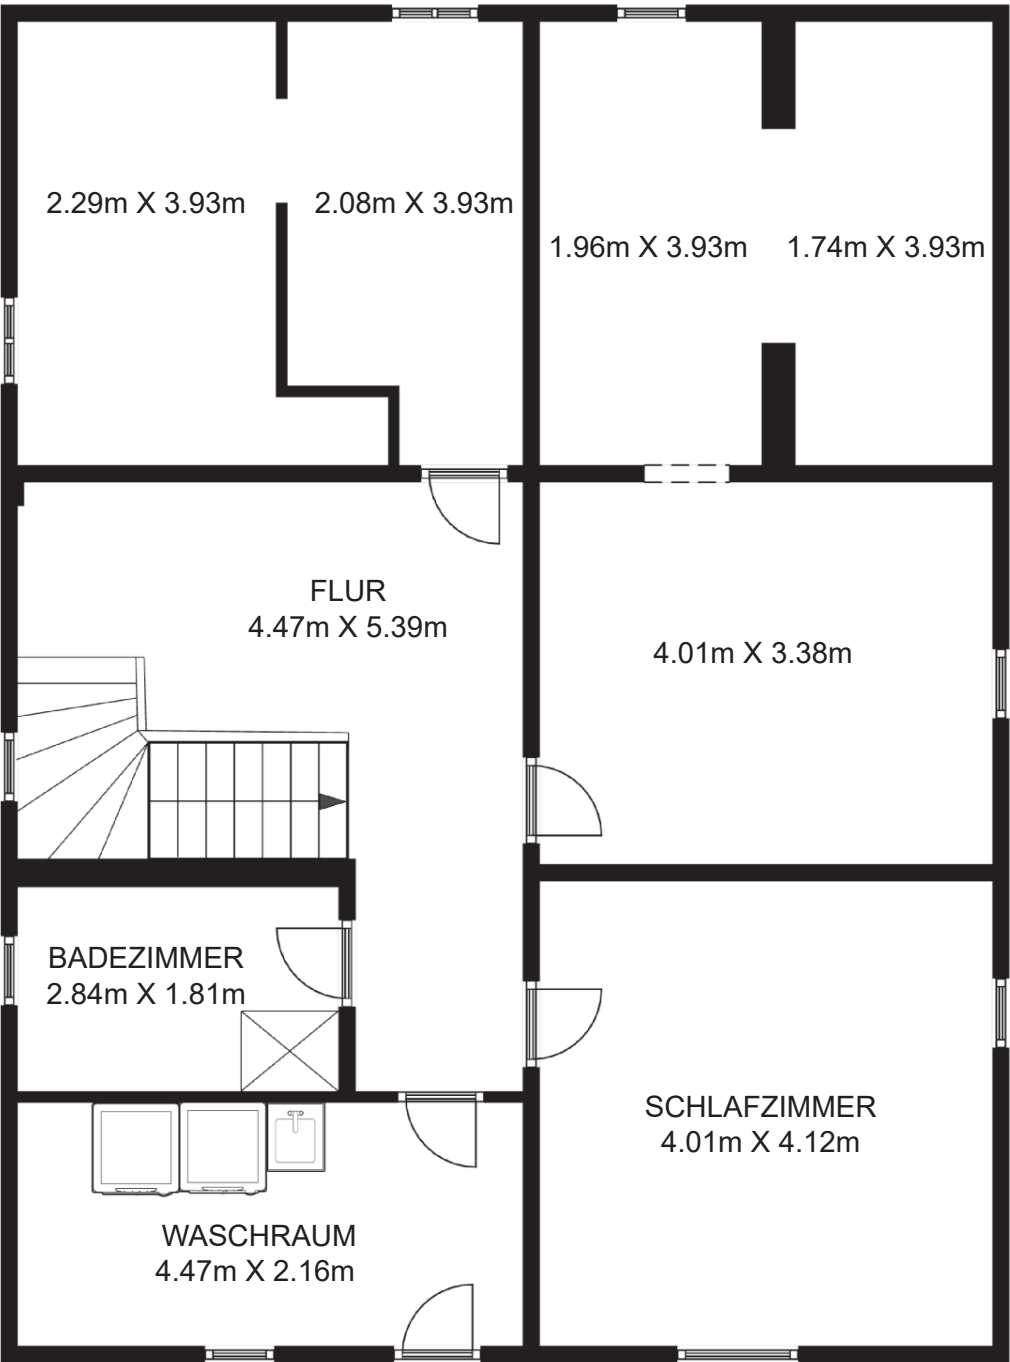 2.29m X 3.93m
2.08m X 3.93m
1.96m X 3.93m
1.74m X 3.93m
FLUR
4.47m X 5.39m
4.01m X 3.38m
BADEZIMMER
2.84m X 1.81m
SCHLAFZIMMER
4.01m X 4.12m
WASCHRAUM
4.47m X 2.16m